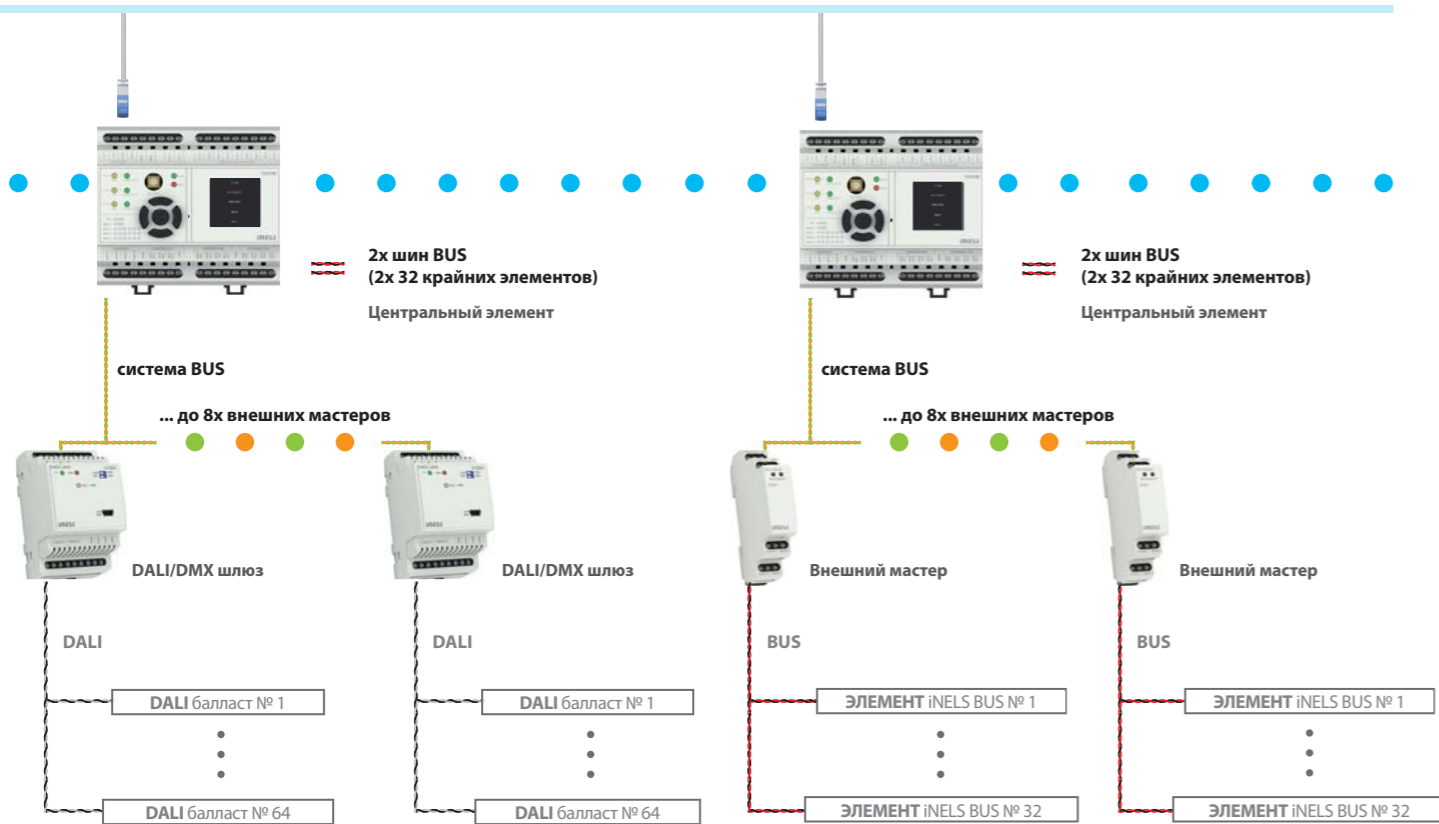 2x шин BUS
(2x 32 крайних элементов)
Центральный элемент
2x шин BUS
(2x 32 крайних элементов)
Центральный элемент
система BUS
система BUS
... до 8x внешних мастеров
... до 8x внешних мастеров
DALI/DMX шлюз
DALI/DMX шлюз
Внешний мастер
Внешний мастер
DALI
DALI
BUS
BUS
DALI балласт № 1
DALI балласт № 1
ЭЛЕМЕНТ iNELS BUS № 1
ЭЛЕМЕНТ iNELS BUS № 1
DALI балласт № 64
DALI балласт № 64
ЭЛЕМЕНТ iNELS BUS № 32
ЭЛЕМЕНТ iNELS BUS № 32